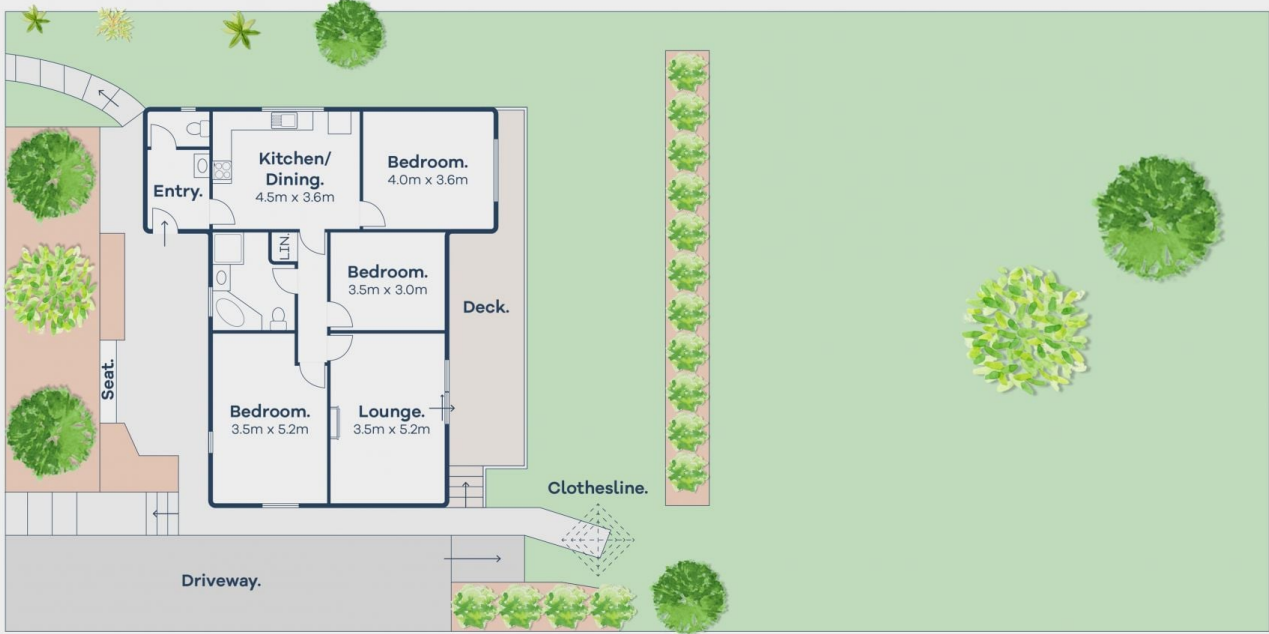 Kitchen/
Dining.
4.5m x 3.6m
Bedroom.
4.0m x 3.6m
Entry.
LIN.
Bedroom.
3.5m x 3.0m
Deck.
Seat.
Bedroom.
3.5m x 5.2m
Lounge.
3.5m x 5.2m
Clothesline.
Driveway.